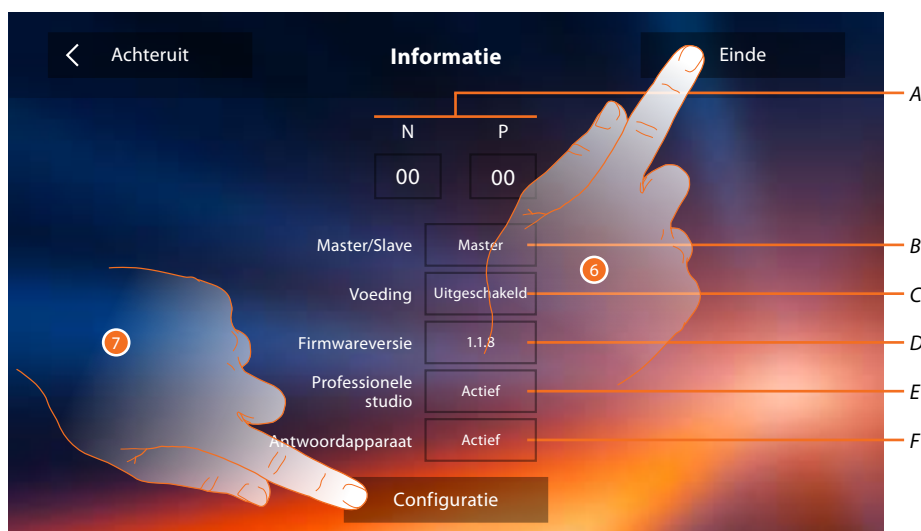 Achteruit
Informatie
Einde
A
N
P
00
00
Master/Slave
Master
B
6
Voeding
Uitgeschakeld
C
7
Firmwareversie
1.1.8
D
Professionele
studio
Actief
E
Antwoordapparaat
Actief
F
Configuratie